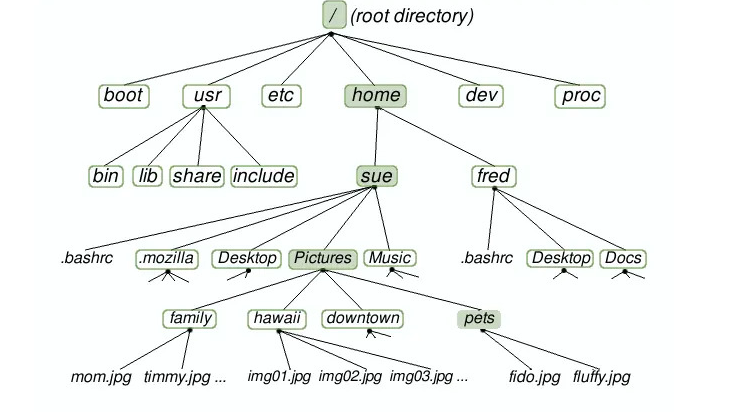 / (root directory)
boot usr etc home dev proc
bin lib share include sue fred
.bashrc .mozilla Desktop Pictures Music .bashrc Desktop Docs
family hawaii downtown pets
mom.jpg timmy.jpg ... img01.jpg img02.jpg img03.jpg ... fido.jpg fluffy.jpg